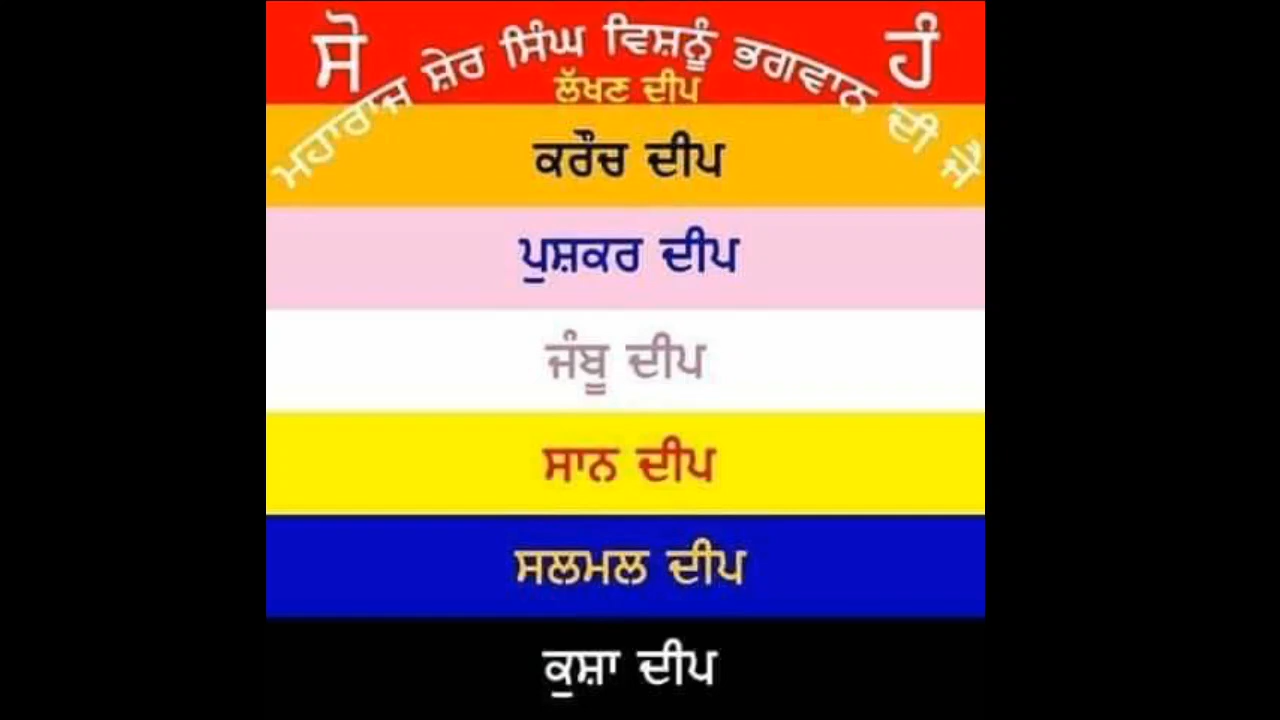 ਸੋ ਹੰ
ਮਹਾਰਾਜ ਸ਼ੇਰ ਸਿੰਘ ਵਿਸ਼ਨੂੰ ਭਗਵਾਨ ਦੀ ਜੈ
ਲੱਖਣ ਦੀਪ
ਕਰੌਚ ਦੀਪ
ਪੁਸ਼ਕਰ ਦੀਪ
ਜੰਬੂ ਦੀਪ
ਸਾਨ ਦੀਪ
ਸਲਮਲ ਦੀਪ
ਕੁਸ਼ਾ ਦੀਪ